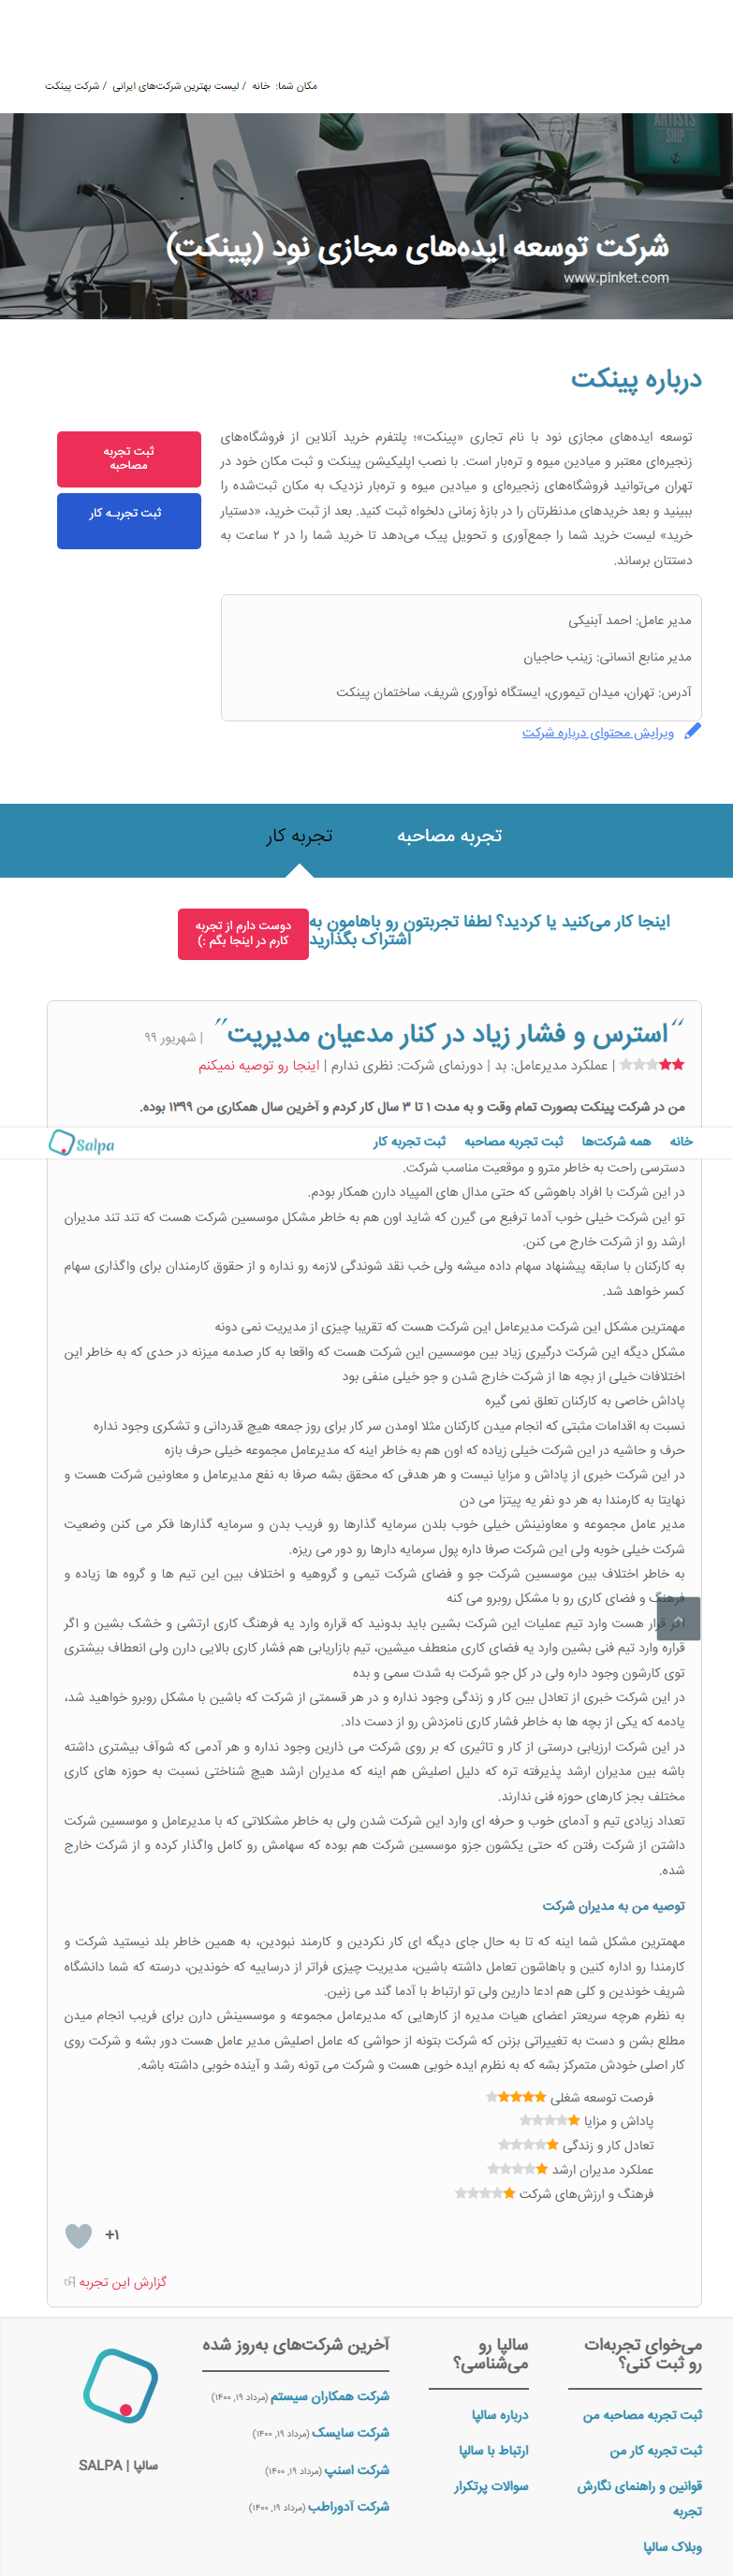 مکان شما: خانه / لیست بهترین شرکت‌های ایرانی / شرکت پینکت
ARTISTS
SHIP
شرکت توسعه ایده‌های مجازی نود (پینکت)
www.pinket.com
درباره پینکت
توسعه ایده‌های مجازی نود با نام تجاری «پینکت»؛ پلتفرم خرید آنلاین از فروشگاه‌های
زنجیره‌ای معتبر و میادین میوه و تره‌بار است. با نصب اپلیکیشن پینکت و ثبت مکان خود در
تهران می‌توانید فروشگاه‌های زنجیره‌ای و میادین میوه و تره‌بار نزدیک به مکان ثبت‌شده را
ببینید و بعد خریدهای مدنظرتان را در بازهٔ زمانی دلخواه ثبت کنید. بعد از ثبت خرید، «دستیار
خرید» لیست خرید شما را جمع‌آوری و تحویل پیک می‌دهد تا خرید شما را در ۲ ساعت به
دستتان برساند.
ثبت تجربه
مصاحبه
ثبت تجربـه کار
مدیر عامل: احمد آبنیکی
مدیر منابع انسانی: زینب حاجیان
آدرس: تهران، میدان تیموری، ایستگاه نوآوری شریف، ساختمان پینکت
ویرایش محتوای درباره شرکت
تجربه مصاحبه
تجربه کار
اینجا کار می‌کنید یا کردید؟ لطفا تجربتون رو باهامون به
اشتراک بگذارید
دوست دارم از تجربه
کارم در اینجا بگم :)
"استرس و فشار زیاد در کنار مدعیان مدیریت" | شهریور ۹۹
| عملکرد مدیرعامل: بد | دورنمای شرکت: نظری ندارم | اینجا رو توصیه نمیکنم
من در شرکت پینکت بصورت تمام وقت و به مدت ۱ تا ۳ سال کار کردم و آخرین سال همکاری من ۱۳۹۹ بوده.
خانه همه شرکت‌ها ثبت تجربه مصاحبه ثبت تجربه کار
Salpa
دسترسی راحت به خاطر مترو و موقعیت مناسب شرکت.
در این شرکت با افراد باهوشی که حتی مدال های المپیاد دارن همکار بودم.
تو این شرکت خیلی خوب آدما ترفیع می گیرن که شاید اون هم به خاطر مشکل موسسین شرکت هست که تند تند مدیران
ارشد رو از شرکت خارج می کنن.
به کارکنان با سابقه پیشنهاد سهام داده میشه ولی خب نقد شوندگی لازمه رو نداره و از حقوق کارمندان برای واگذاری سهام
کسر خواهد شد.
مهمترین مشکل این شرکت مدیرعامل این شرکت هست که تقریبا چیزی از مدیریت نمی دونه
مشکل دیگه این شرکت درگیری زیاد بین موسسین این شرکت هست که واقعا به کار صدمه میزنه در حدی که به خاطر این
اختلافات خیلی از بچه ها از شرکت خارج شدن و جو خیلی منفی بود
پاداش خاصی به کارکنان تعلق نمی گیره
نسبت به اقدامات مثبتی که انجام میدن کارکنان مثلا اومدن سر کار برای روز جمعه هیچ قدردانی و تشکری وجود نداره
حرف و حاشیه در این شرکت خیلی زیاده که اون هم به خاطر اینه که مدیرعامل مجموعه خیلی حرف بازه
در این شرکت خبری از پاداش و مزایا نیست و هر هدفی که محقق بشه صرفا به نفع مدیرعامل و معاونین شرکت هست و
نهایتا به کارمندا به هر دو نفر یه پیتزا می دن
مدیر عامل مجموعه و معاونینش خیلی خوب بلدن سرمایه گذارها رو فریب بدن و سرمایه گذارها فکر می کنن وضعیت
شرکت خیلی خوبه ولی این شرکت صرفا داره پول سرمایه دارها رو دور می ریزه.
به خاطر اختلاف بین موسسین شرکت جو و فضای شرکت تیمی و گروهیه و اختلاف بین این تیم ها و گروه ها زیاده و
فرهنگ و فضای کاری رو با مشکل روبرو می کنه
اگر قرار هست وارد تیم عملیات این شرکت بشین باید بدونید که قراره وارد یه فرهنگ کاری ارتشی و خشک بشین و اگر
قراره وارد تیم فنی بشین وارد یه فضای کاری منعطف میشین، تیم بازاریابی هم فشار کاری بالایی دارن ولی انعطاف بیشتری
توی کارشون وجود داره ولی در کل جو شرکت به شدت سمی و بده
در این شرکت خبری از تعادل بین کار و زندگی وجود نداره و در هر قسمتی از شرکت که باشین با مشکل روبرو خواهید شد،
یادمه که یکی از بچه ها به خاطر فشار کاری نامزدش رو از دست داد.
در این شرکت ارزیابی درستی از کار و تاثیری که بر روی شرکت می ذارین وجود نداره و هر آدمی که شوآف بیشتری داشته
باشه بین مدیران ارشد پذیرفته تره که دلیل اصلیش هم اینه که مدیران ارشد هیچ شناختی نسبت به حوزه های کاری
مختلف بجز کارهای حوزه فنی ندارند.
تعداد زیادی تیم و آدمای خوب و حرفه ای وارد این شرکت شدن ولی به خاطر مشکلاتی که با مدیرعامل و موسسین شرکت
داشتن از شرکت رفتن که حتی یکشون جزو موسسین شرکت هم بوده که سهامش رو کامل واگذار کرده و از شرکت خارج
شده.
توصیه من به مدیران شرکت
مهمترین مشکل شما اینه که تا به حال جای دیگه ای کار نکردین و کارمند نبودین، به همین خاطر بلد نیستید شرکت و
کارمندا رو اداره کنین و باهاشون تعامل داشته باشین، مدیریت چیزی فراتر از درساییه که خوندین، درسته که شما دانشگاه
شریف خوندین و کلی هم ادعا دارین ولی تو ارتباط با آدما گند می زنین.
به نظرم هرچه سریعتر اعضای هیات مدیره از کارهایی که مدیرعامل مجموعه و موسسینش دارن برای فریب انجام میدن
مطلع بشن و دست به تغییراتی بزنن که شرکت بتونه از حواشی که عامل اصلیش مدیر عامل هست دور بشه و شرکت روی
کار اصلی خودش متمرکز بشه که به نظرم ایده خوبی هست و شرکت می تونه رشد و آینده خوبی داشته باشه.
فرصت توسعه شغلی
پاداش و مزایا
تعادل کار و زندگی
عملکرد مدیران ارشد
فرهنگ و ارزش‌های شرکت
+۱
گزارش این تجربه
می‌خوای تجربه‌ات
رو ثبت کنی؟
ثبت تجربه مصاحبه من
ثبت تجربه کار من
قوانین و راهنمای نگارش
تجربه
وبلاک سالپا
سالپا رو
می‌شناسی؟
درباره سالپا
ارتباط با سالپا
سوالات پرتکرار
آخرین شرکت‌های به‌روز شده
شرکت همکاران سیستم (مرداد ۱۹, ۱۴۰۰)
شرکت سایسک (مرداد ۱۹, ۱۴۰۰)
شرکت اسنپ (مرداد ۱۹, ۱۴۰۰)
شرکت آدوراطب (مرداد ۱۹, ۱۴۰۰)
سالپا | SALPA